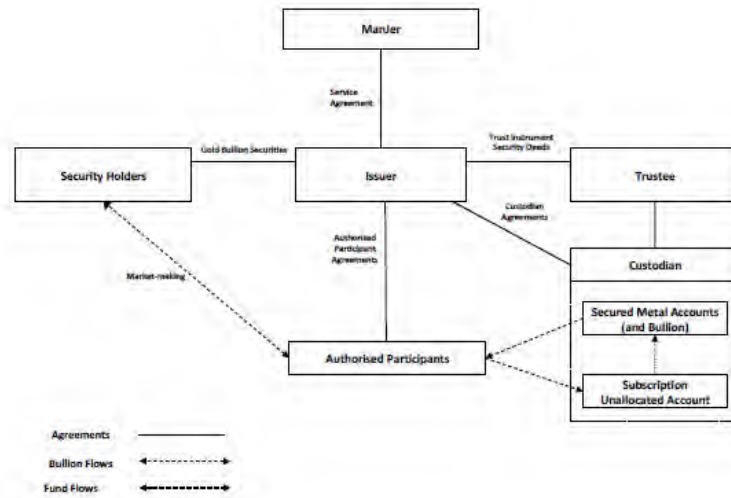 ManJer
Service
Agreement
Gold Bullion Securities
Trust Instrument
Security Deeds
Security Holders
Issuer
Trustee
Custodian
Agreements
Authorised
Participant
Agreements
Market-making
Custodian
Secured Metal Accounts
(and Bullion)
Authorised Participants
Subscription
Unallocated Account
Agreements
Bullion Flows
Fund Flows